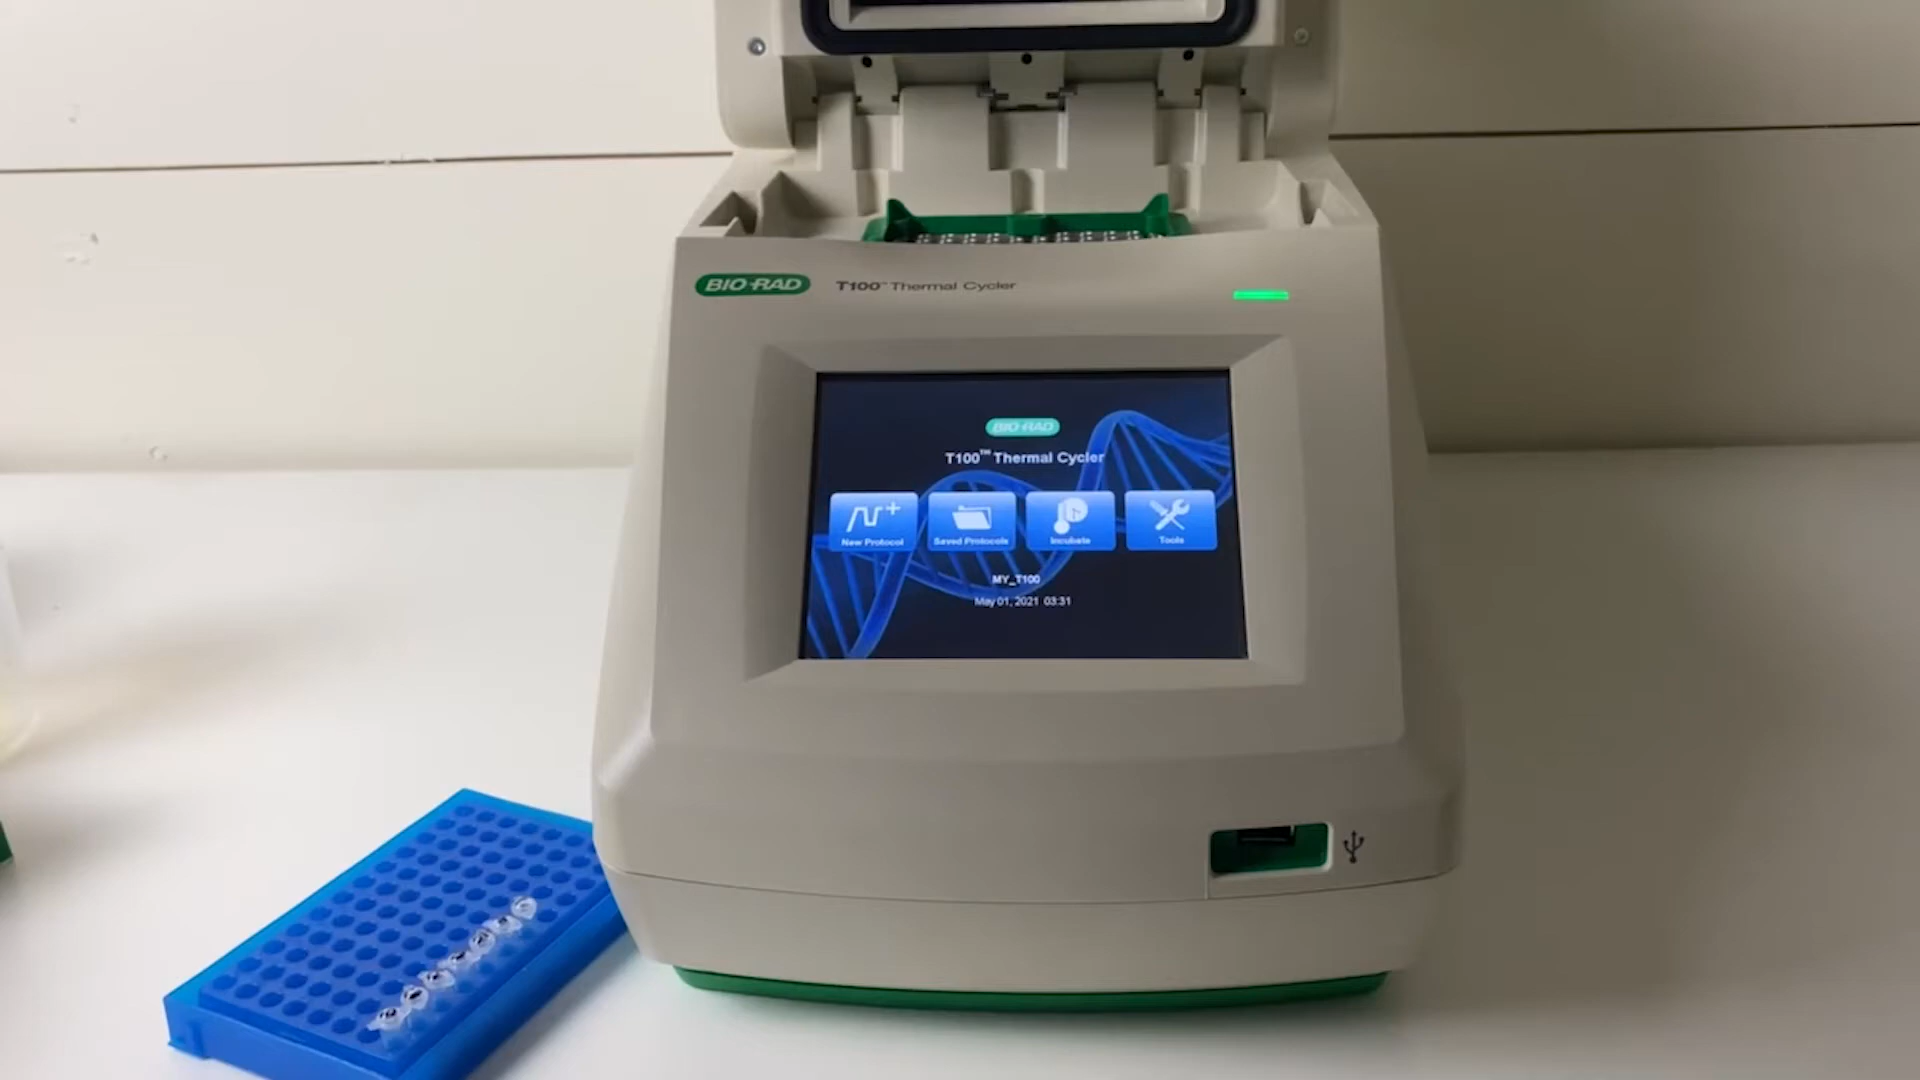 BIO-RAD T100™ Thermal Cycler
BIO-RAD
T100™ Thermal Cycler
New Protocol Saved Protocols Incubate Tools
MY_T100
May 01, 2021 03:31